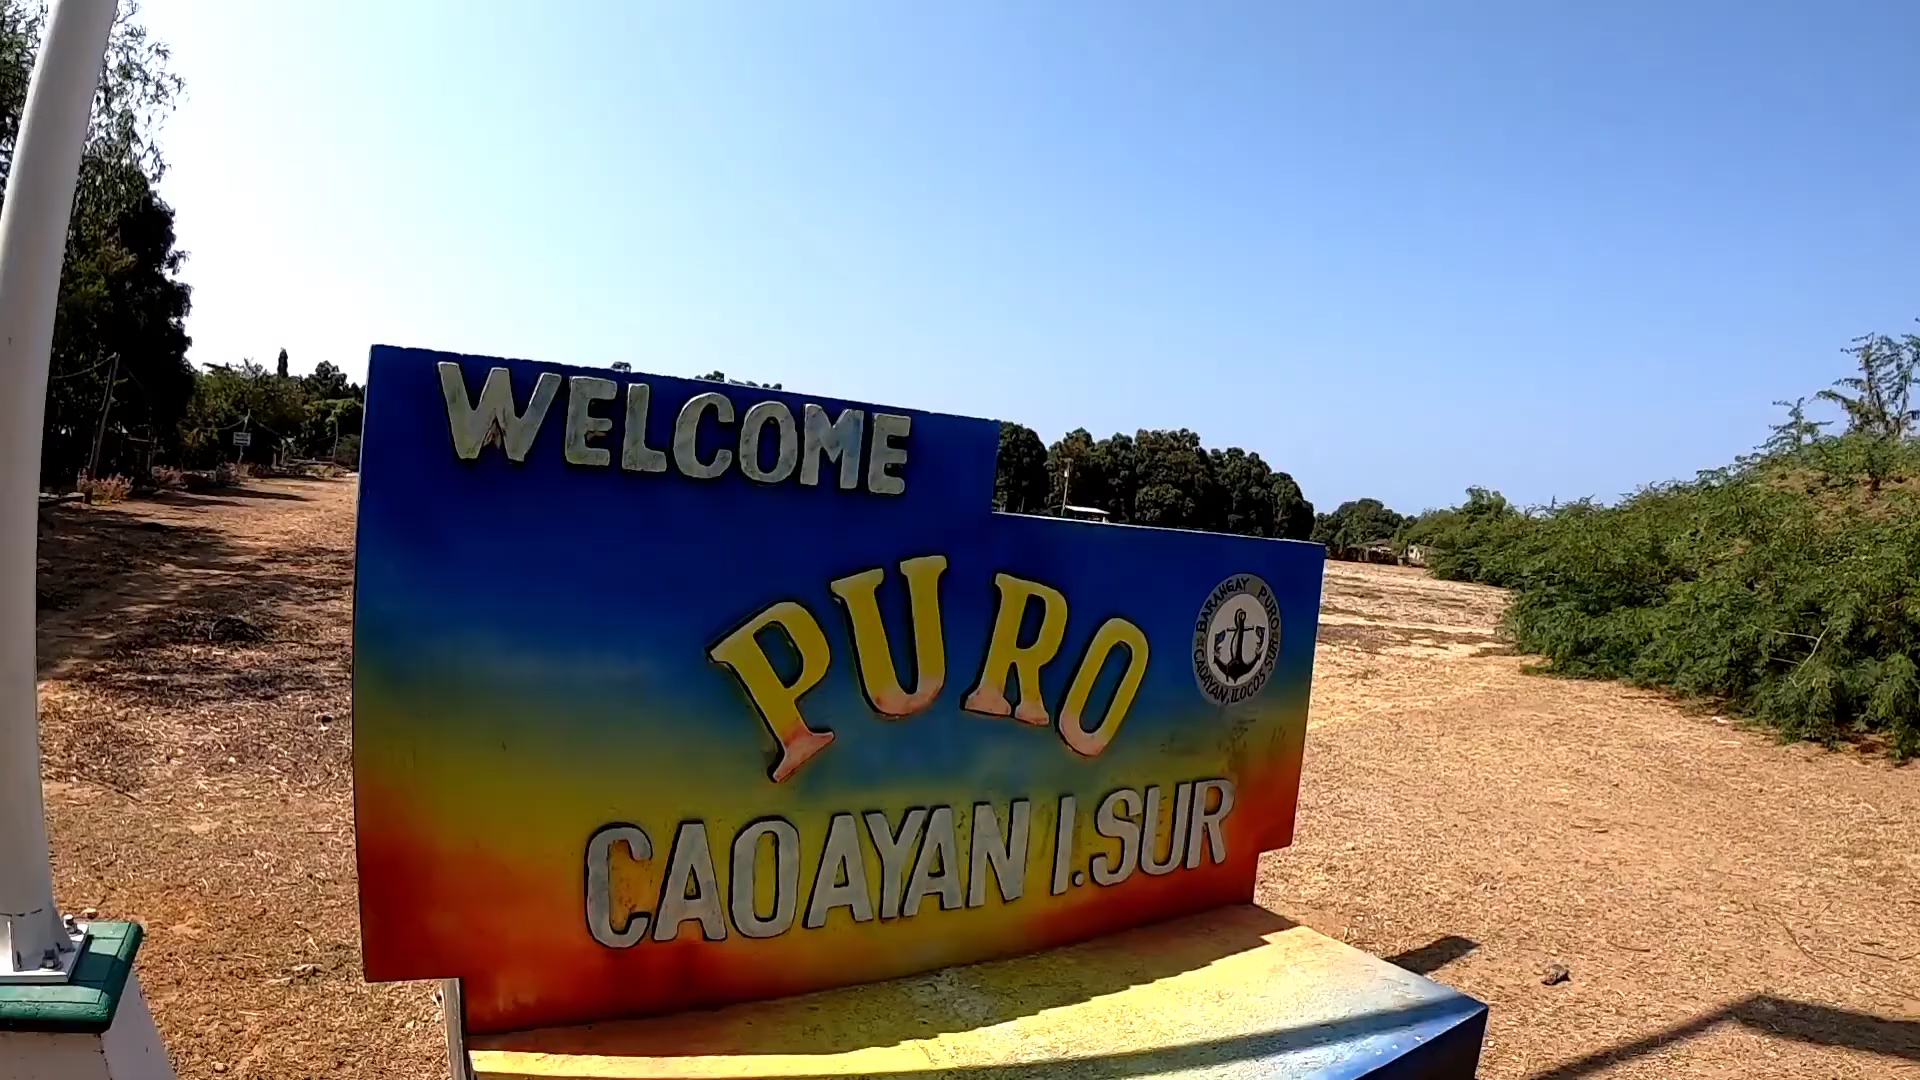 WELCOME
PURO
CAOAYAN I.SUR
BARANGAY PURO
CAOAYAN, ILOCOS SUR